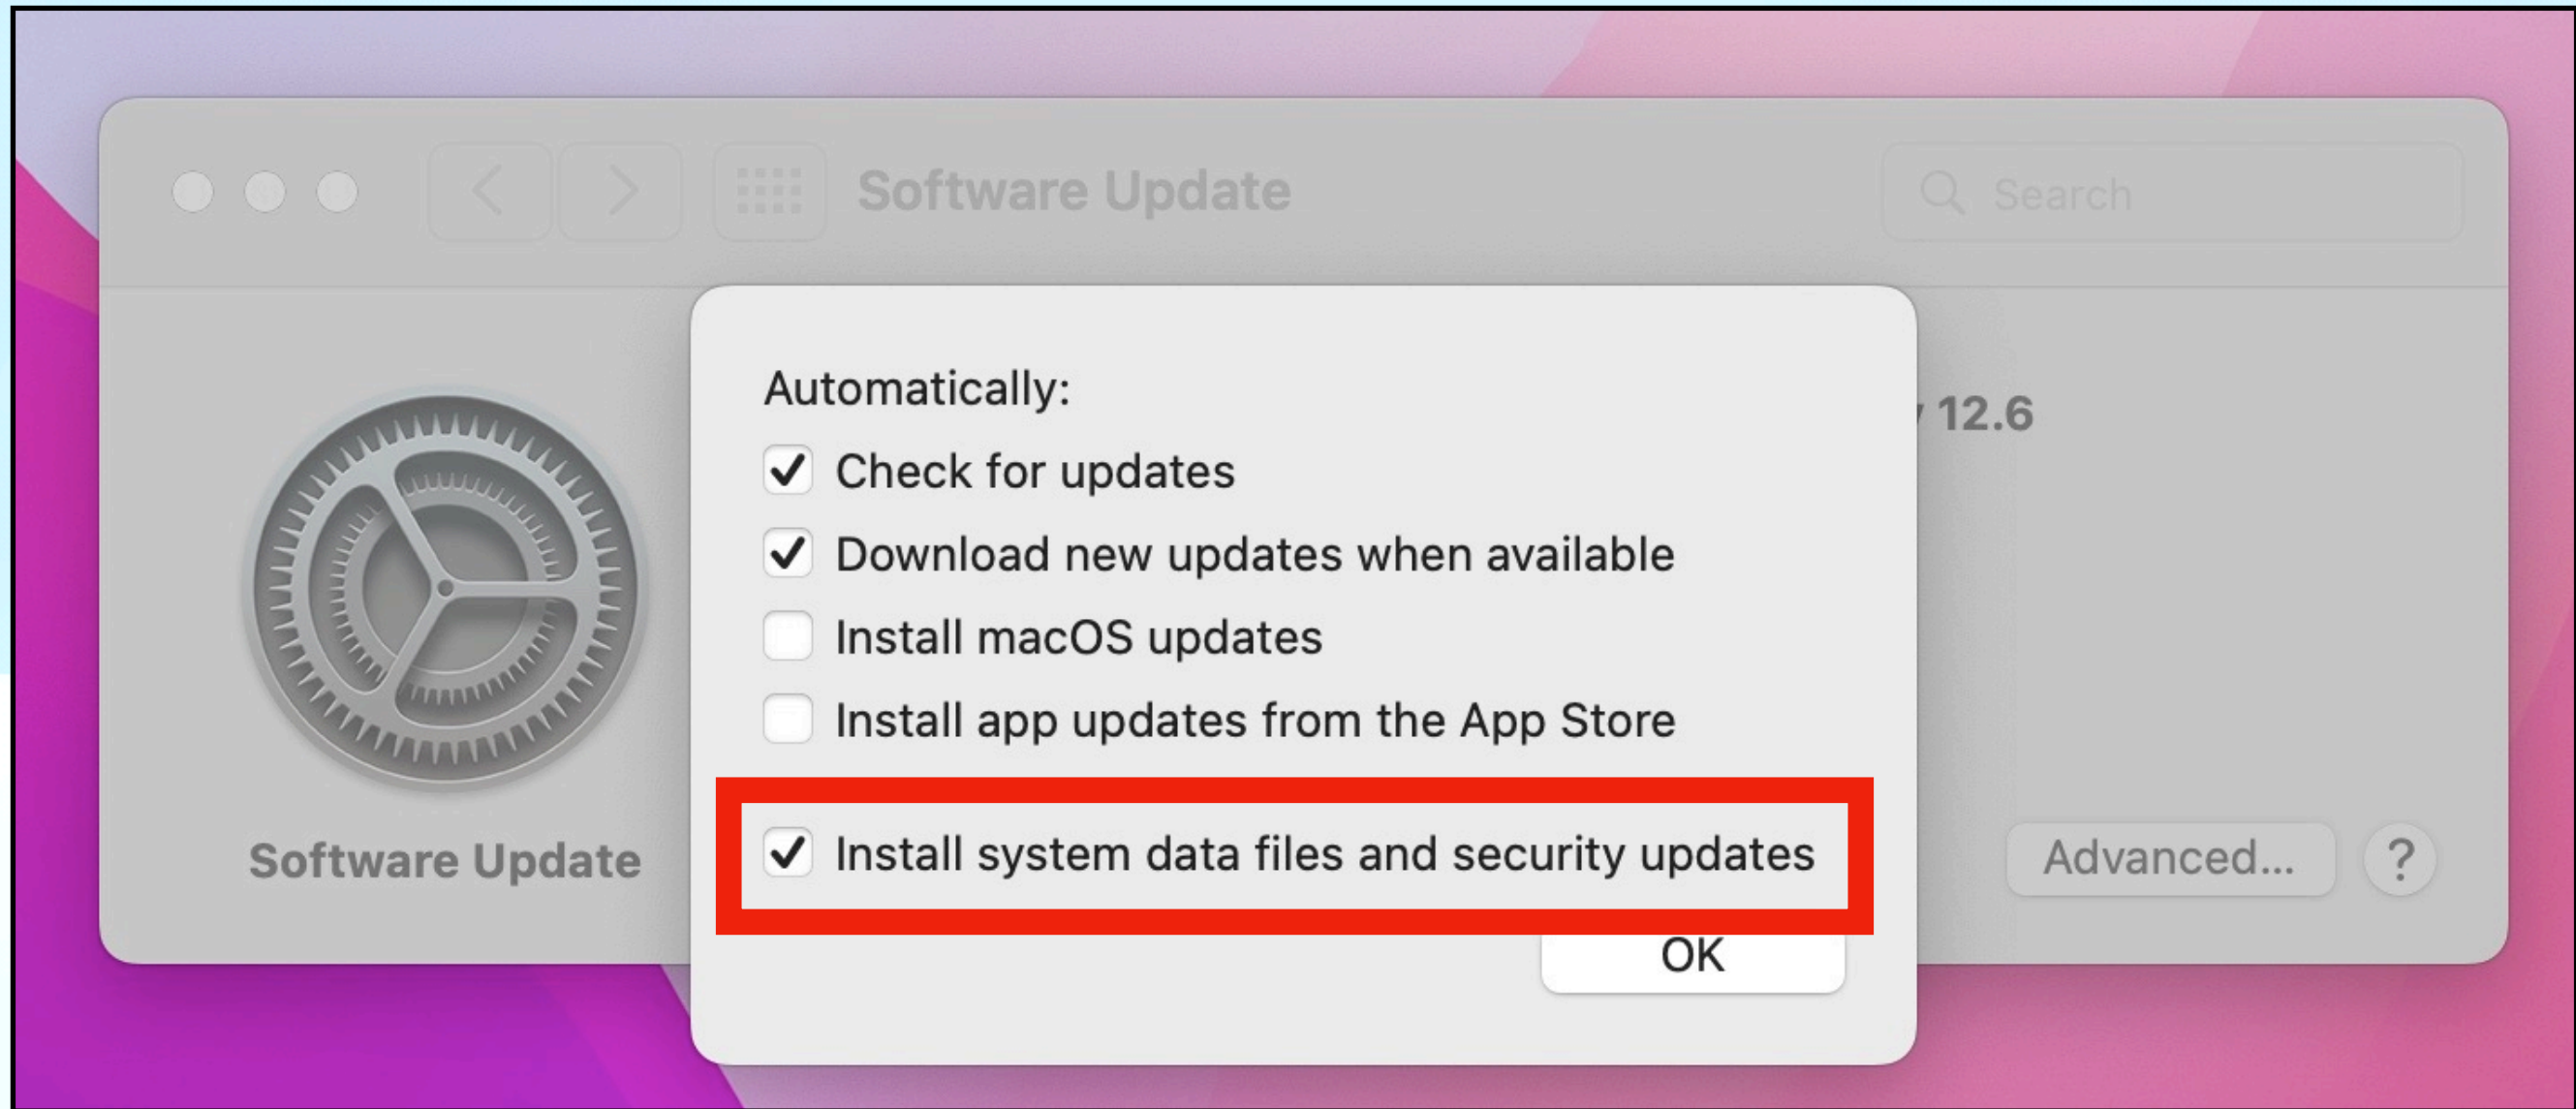 Software Update
Search
Automatically:
12.6
Check for updates
Download new updates when available
Install macOS updates
Install app updates from the App Store
Install system data files and security updates
Software Update
Advanced...
?
OK